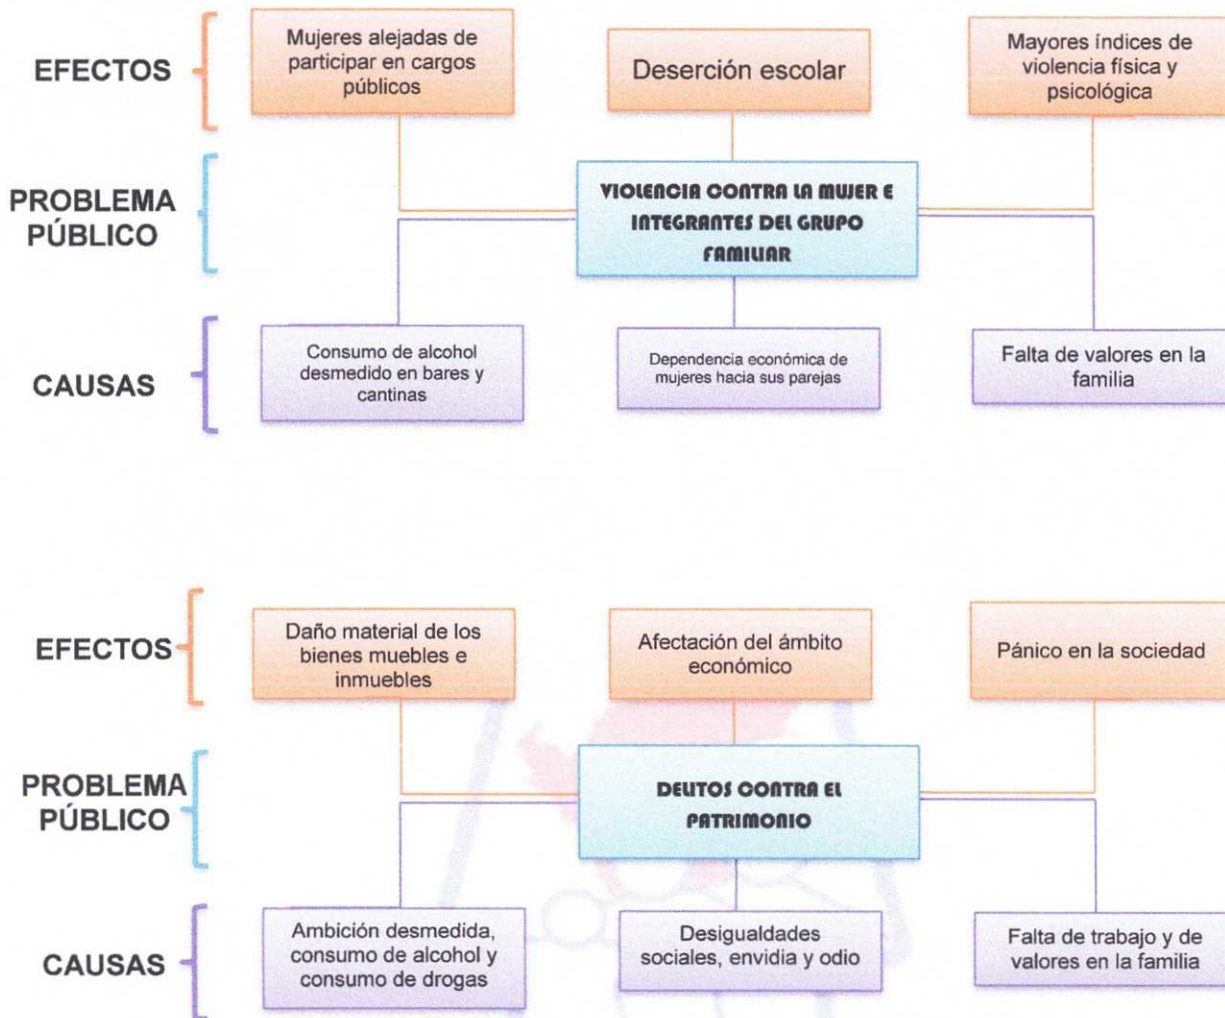 EFECTOS
Mujeres alejadas de
participar en cargos
públicos
Deserción escolar
Mayores índices de
violencia física y
psicológica
PROBLEMA
PÚBLICO
VIOLENCIA CONTRA LA MUJER E
INTEGRANTES DEL GRUPO
FAMILIAR
CAUSAS
Consumo de alcohol
desmedido en bares y
cantinas
Dependencia económica de
mujeres hacia sus parejas
Falta de valores en la
familia
EFECTOS
Daño material de los
bienes muebles e
inmuebles
Afectación del ámbito
económico
Pánico en la sociedad
PROBLEMA
PÚBLICO
DELITOS CONTRA EL
PATRIMONIO
CAUSAS
Ambición desmedida,
consumo de alcohol y
consumo de drogas
Desigualdades
sociales, envidia y odio
Falta de trabajo y de
valores en la familia